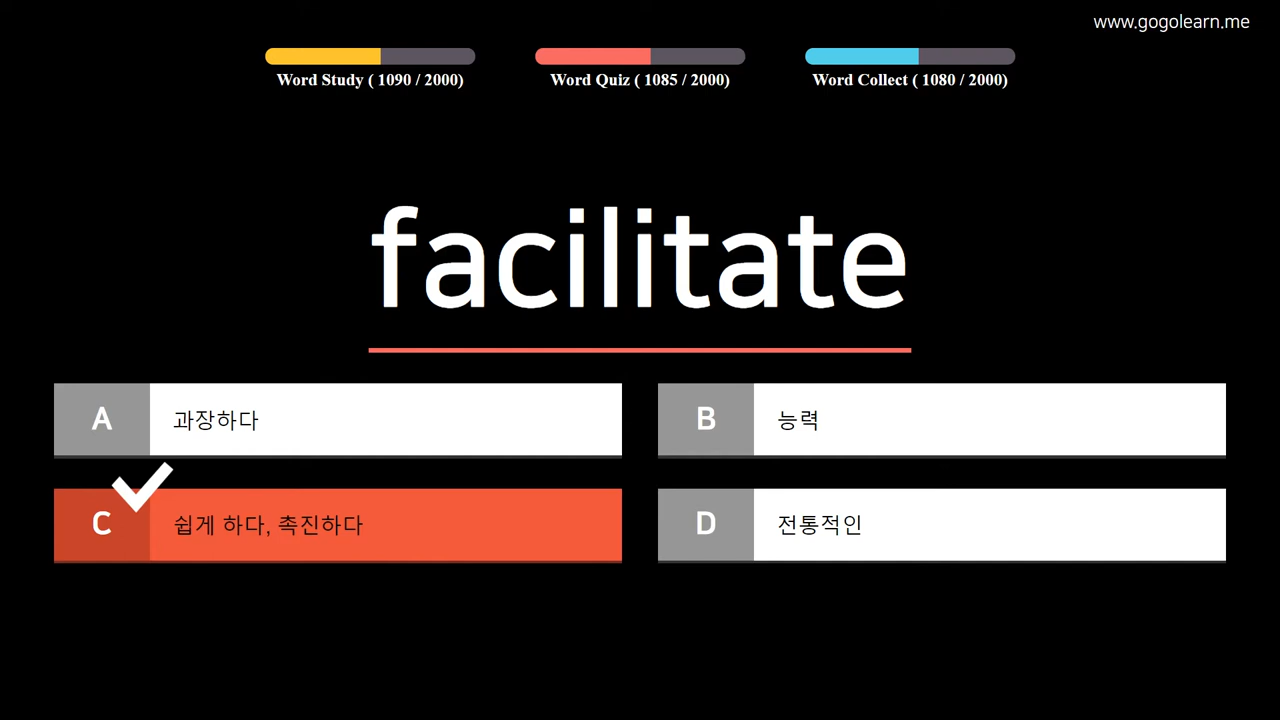 www.gogolearn.me
Word Study ( 1090 / 2000)
Word Quiz ( 1085 / 2000)
Word Collect ( 1080 / 2000)
facilitate
A 과장하다
B 능력
C 쉽게 하다, 촉진하다
D 전통적인